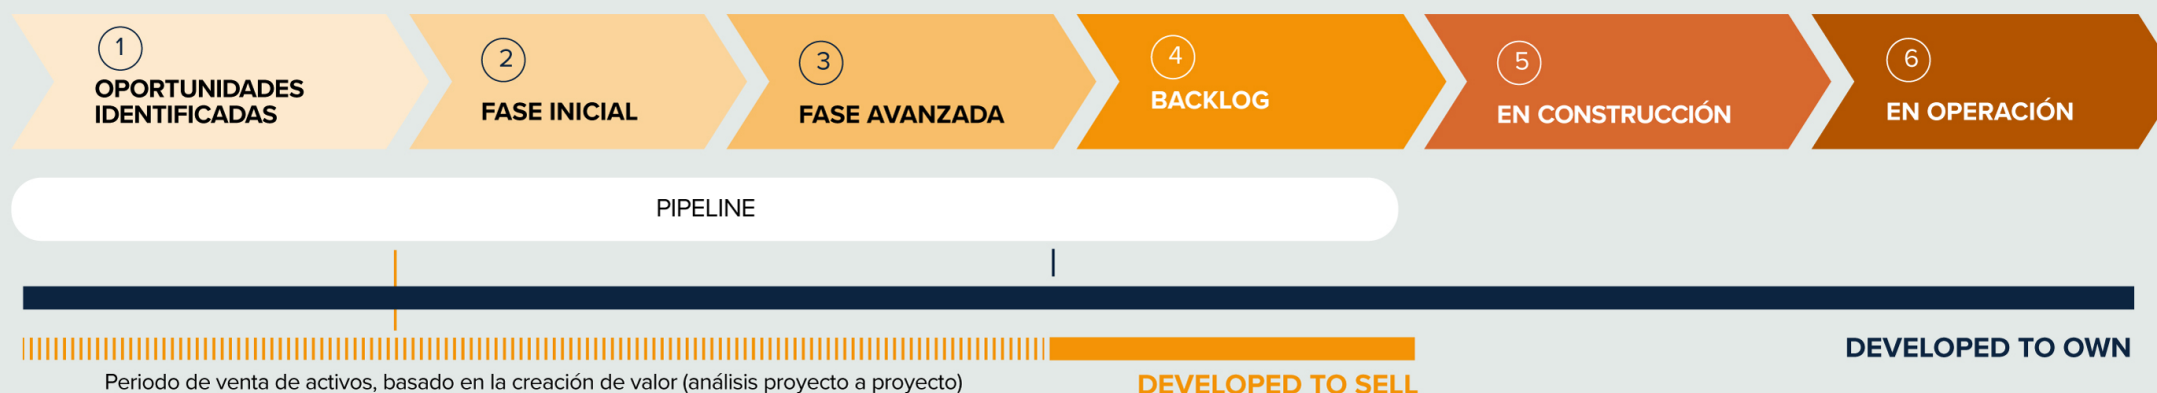 1
OPORTUNIDADES
IDENTIFICADAS
2
FASE INICIAL
3
FASE AVANZADA
4
BACKLOG
5
EN CONSTRUCCIÓN
6
EN OPERACIÓN
PIPELINE
DEVELOPED TO OWN
Periodo de venta de activos, basado en la creación de valor (análisis proyecto a proyecto)
DEVELOPED TO SELL